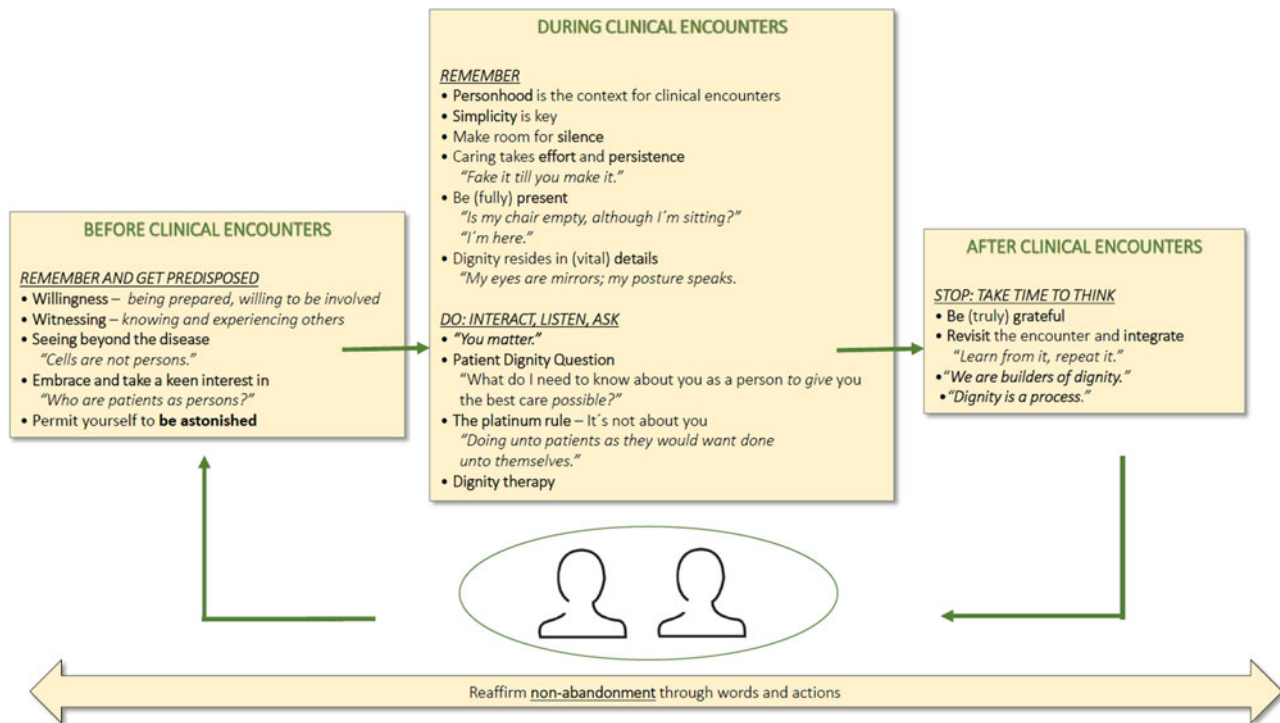 BEFORE CLINICAL ENCOUNTERS
REMEMBER AND GET PREDISPOSED
• Willingness – being prepared, willing to be involved
• Witnessing – knowing and experiencing others
• Seeing beyond the disease
“Cells are not persons.”
• Embrace and take a keen interest in
“Who are patients as persons?”
• Permit yourself to be astonished
DURING CLINICAL ENCOUNTERS
REMEMBER
• Personhood is the context for clinical encounters
• Simplicity is key
• Make room for silence
• Caring takes effort and persistence
“Fake it till you make it.”
• Be (fully) present
“Is my chair empty, although I´m sitting?”
“I´m here.”
• Dignity resides in (vital) details
“My eyes are mirrors; my posture speaks.
DO: INTERACT, LISTEN, ASK
• “You matter.”
• Patient Dignity Question
“What do I need to know about you as a person to give you
the best care possible?”
• The platinum rule – It´s not about you
“Doing unto patients as they would want done
unto themselves.”
• Dignity therapy
AFTER CLINICAL ENCOUNTERS
STOP: TAKE TIME TO THINK
• Be (truly) grateful
• Revisit the encounter and integrate
“Learn from it, repeat it.”
• “We are builders of dignity.”
• “Dignity is a process.”
Reaffirm non-abandonment through words and actions